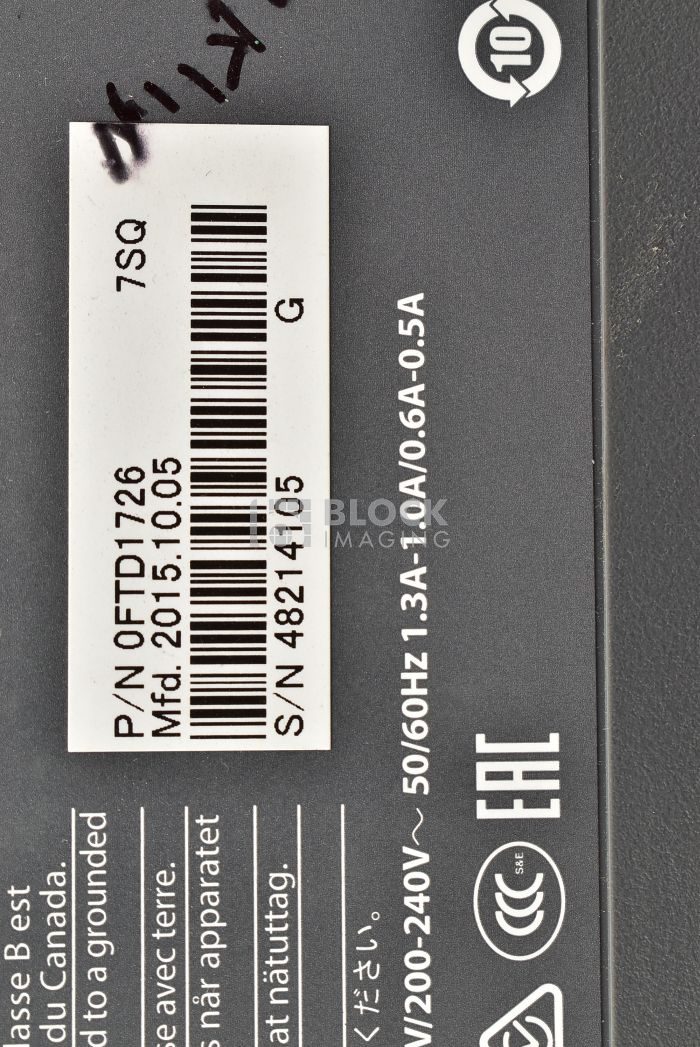 lasse B est
du Canada.
d to a grounded
se avec terre.
s når apparatet
at nätuttag.
ください。
P/N 0FTD1726 7SQ
Mfd. 2015.10.05
S/N 48214105 G
V/200-240V～ 50/60Hz 1.3A-1.0A/0.6A-0.5A
EAC
CCC S&E
10
BLOCK
IMAGING